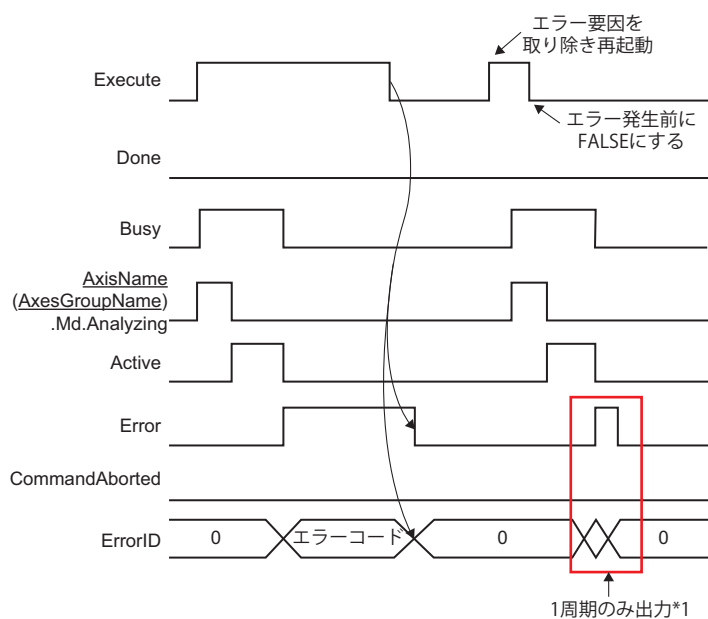 エラー要因を
取り除き再起動
Execute
エラー発生前に
FALSEにする
Done
Busy
AxisName
(AxesGroupName)
.Md.Analyzing
Active
Error
CommandAborted
ErrorID
0
エラーコード
0
0
1周期のみ出力*1